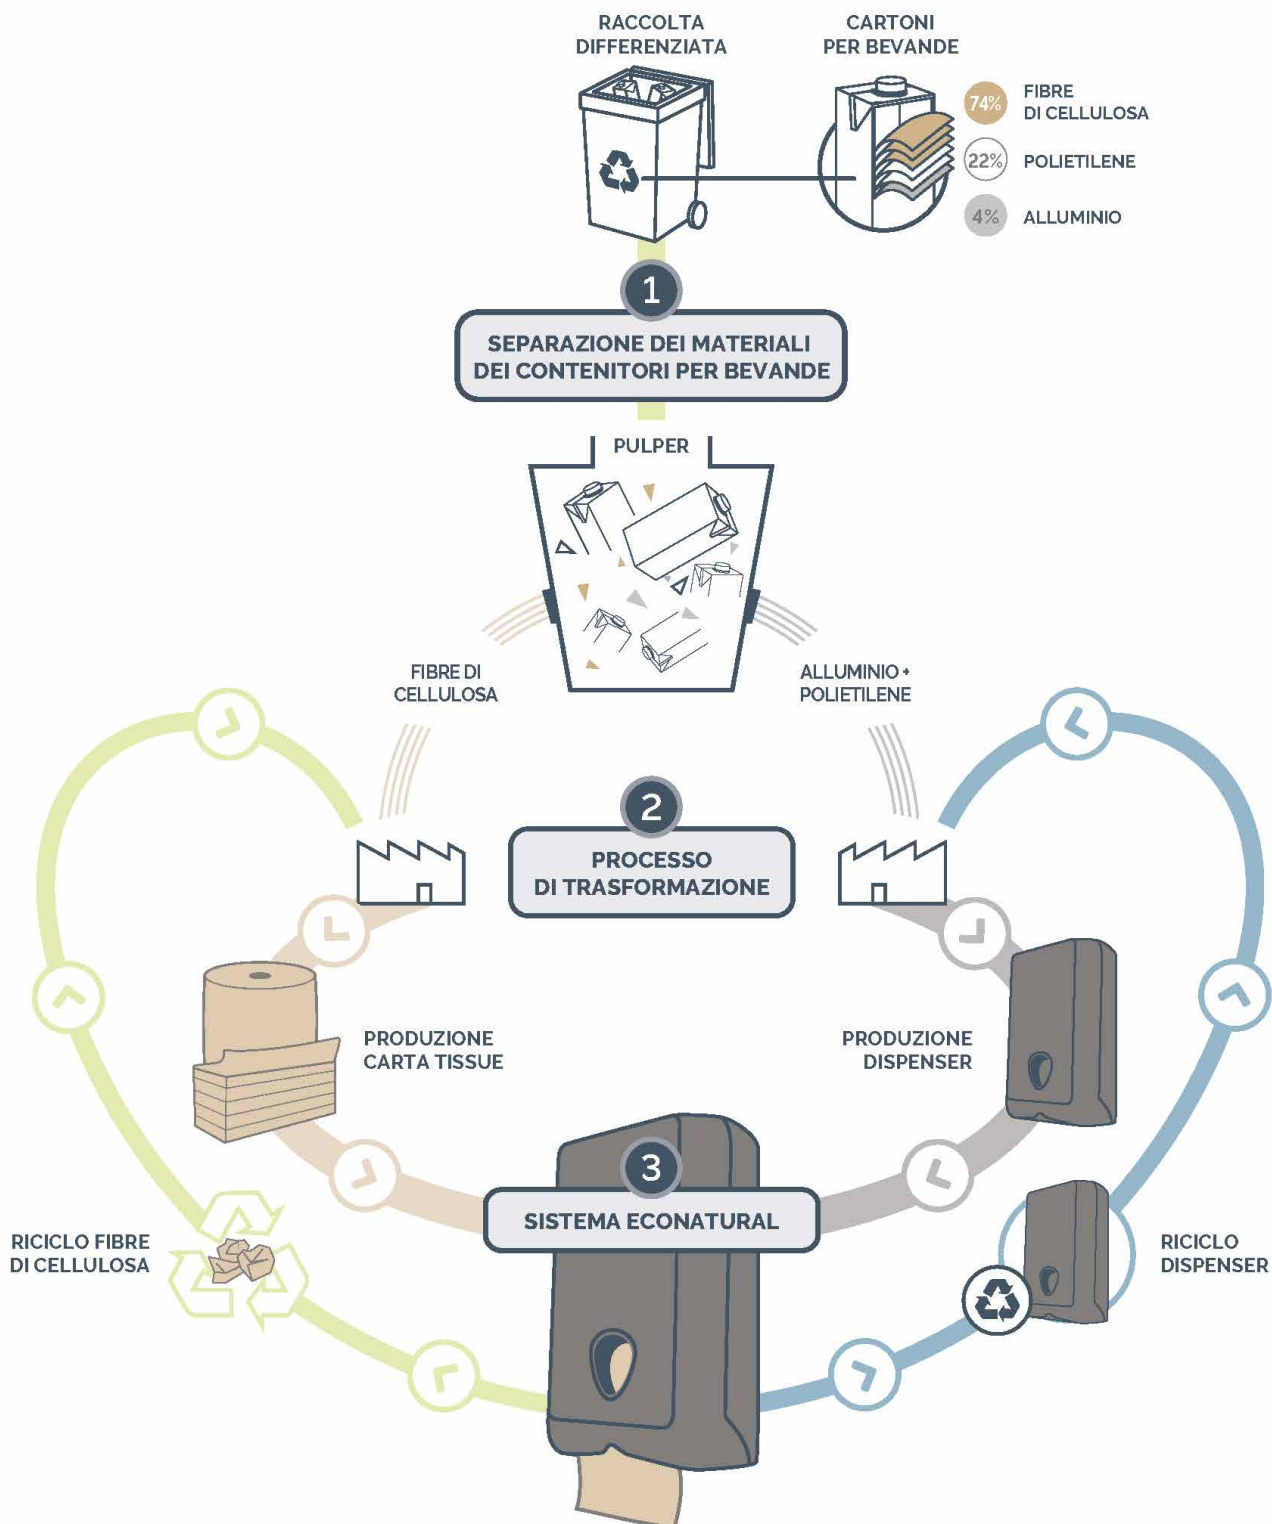 RACCOLTA
DIFFERENZIATA
CARTONI
PER BEVANDE
74%
FIBRE
DI CELLULOSA
22%
POLIETILENE
4%
ALLUMINIO
1
SEPARAZIONE DEI MATERIALI
DEI CONTENITORI PER BEVANDE
PULPER
FIBRE DI
CELLULOSA
ALLUMINIO +
POLIETILENE
2
PROCESSO
DI TRASFORMAZIONE
PRODUZIONE
CARTA TISSUE
PRODUZIONE
DISPENSER
3
SISTEMA ECONATURAL
RICICLO FIBRE
DI CELLULOSA
RICICLO
DISPENSER